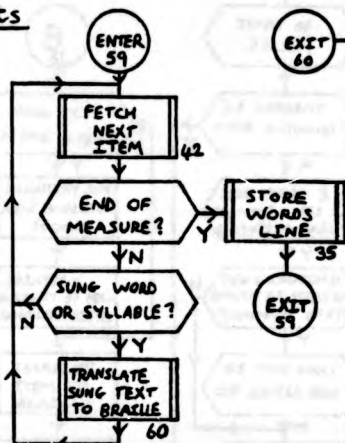 ENTER
59
EXIT
60
FETCH
NEXT
ITEM
42
END OF
MEASURE?
Y
STORE
WORDS
LINE
35
N
EXIT
59
SUNG WORD
OR SYLLABLE?
N
Y
TRANSLATE
SUNG TEXT
TO BRAILLE
60